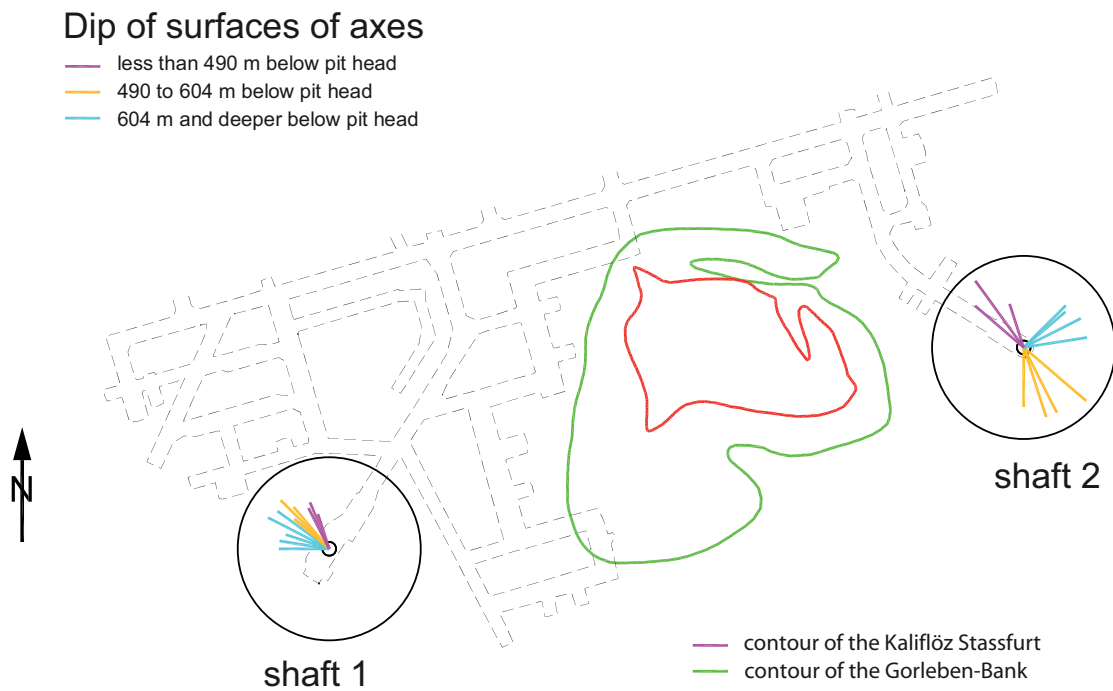 Dip of surfaces of axes
less than 490 m below pit head
490 to 604 m below pit head
604 m and deeper below pit head
N
shaft 2
shaft 1
contour of the Kaliflöz Stassfurt
contour of the Gorleben-Bank